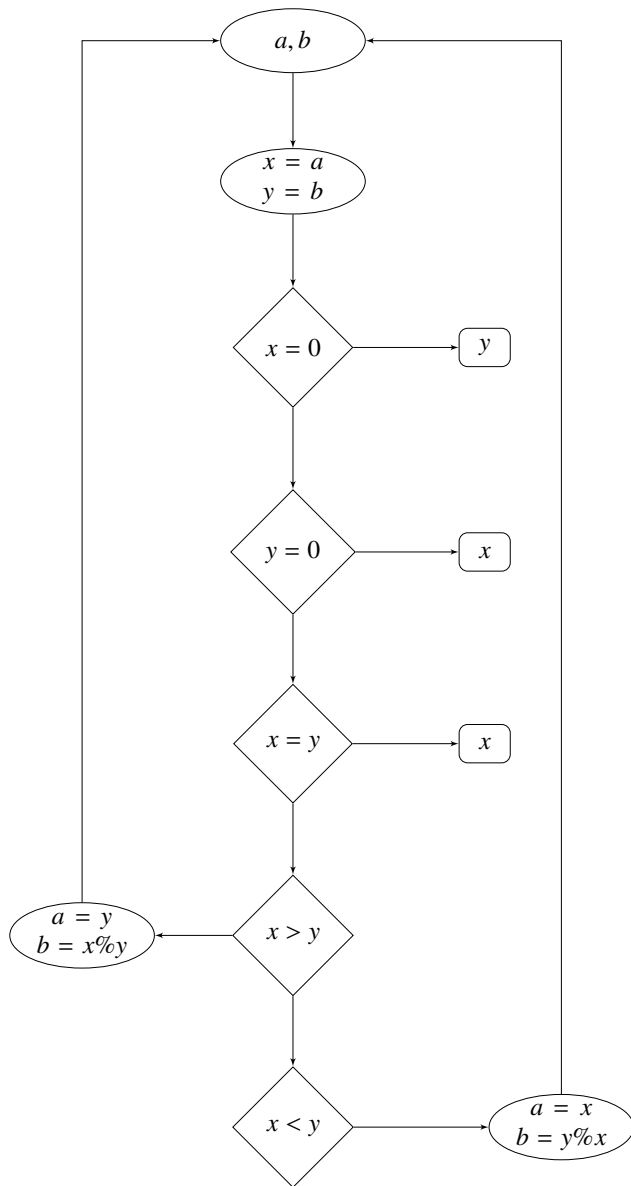 a, b
x = a
y = b
x = 0
y
y = 0
x
x = y
x
a = y
b = x%y
x > y
x < y
a = x
b = y%x